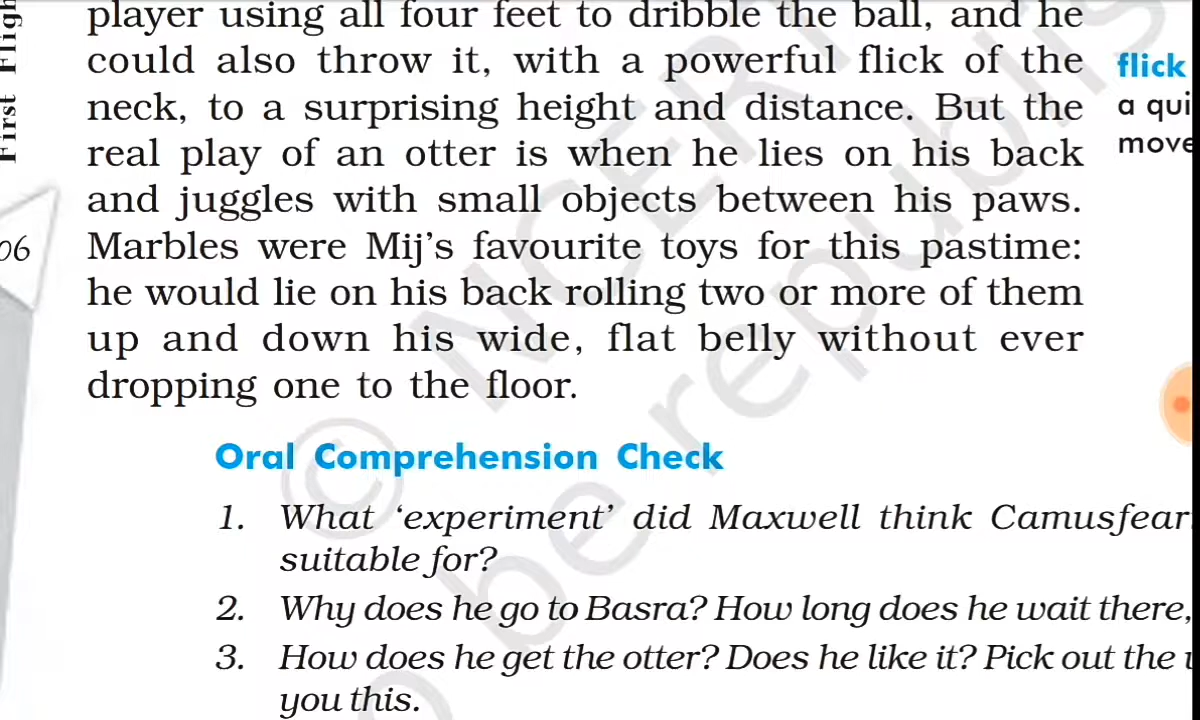 First Fligh
player using all four feet to dribble the ball, and he
could also throw it, with a powerful flick of the
neck, to a surprising height and distance. But the
real play of an otter is when he lies on his back
and juggles with small objects between his paws.
Marbles were Mij's favourite toys for this pastime:
he would lie on his back rolling two or more of them
up and down his wide, flat belly without ever
dropping one to the floor.
flick
a qui
move
06
Oral Comprehension Check
1. What ‘experiment’ did Maxwell think Camusfear
suitable for?
2. Why does he go to Basra? How long does he wait there,
3. How does he get the otter? Does he like it? Pick out the
you this.
© NCERT
be republis